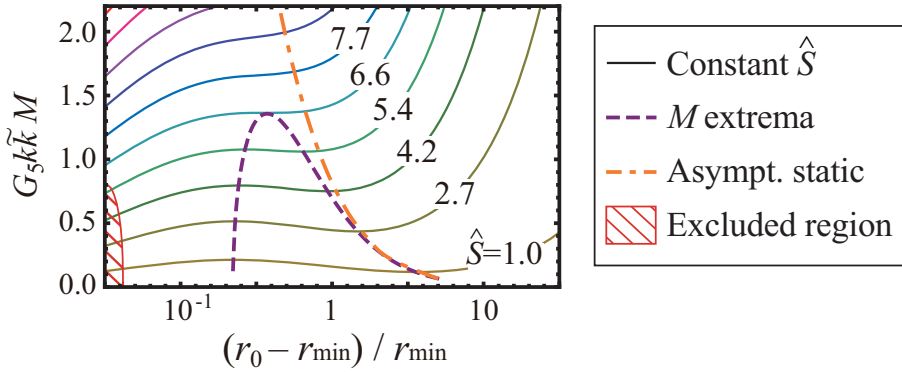 2.2
1.5
1.0
0.5
0.0
G₅kk̃ M
7.7
6.6
5.4
4.2
2.7
Ŝ=1.0
10⁻¹
1
10
(r₀ – rmin) / rmin
Constant Ŝ
M extrema
Asympt. static
Excluded region